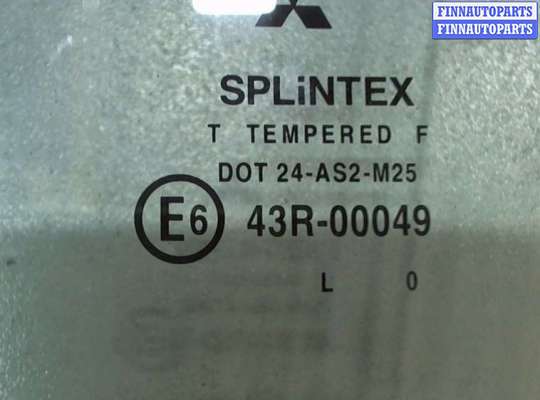 FINNAUTOPARTS
FINNAUTOPARTS
SPLiNTEX
T TEMPERED F
DOT 24-AS2-M25
E6 43R-00049
L 0